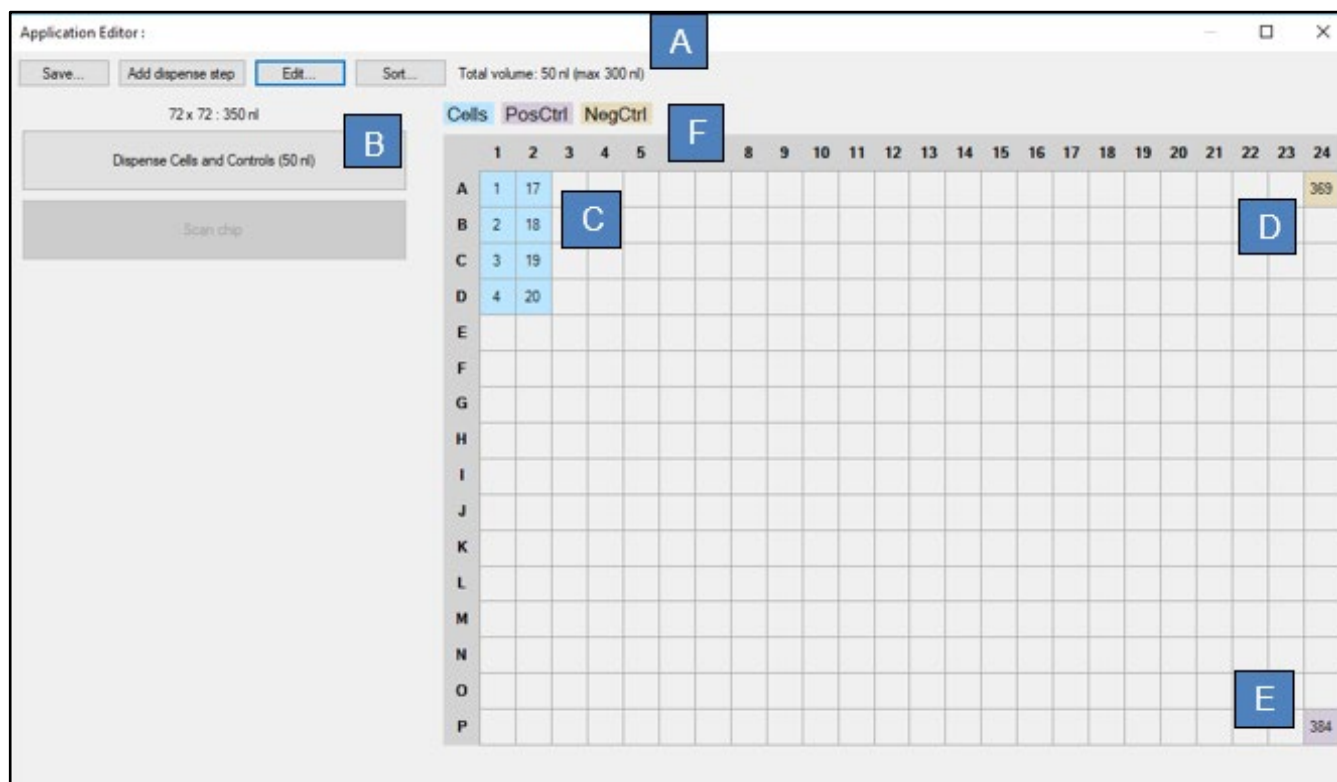 Application Editor :
A
Save... Add dispense step Edit... Sort... Total volume: 50 nl (max 300 nl)
72 x 72 : 350 nl
B
Dispense Cells and Controls (50 nl)
Scan chip
Cells PosCtrl NegCtrl
F
1 2 3 4 5 8 9 10 11 12 13 14 15 16 17 18 19 20 21 22 23 24
A 1 17 369
B 2 18
C
D
C 3 19
D 4 20
E
F
G
H
I
J
K
L
M
N
O
E
P 384